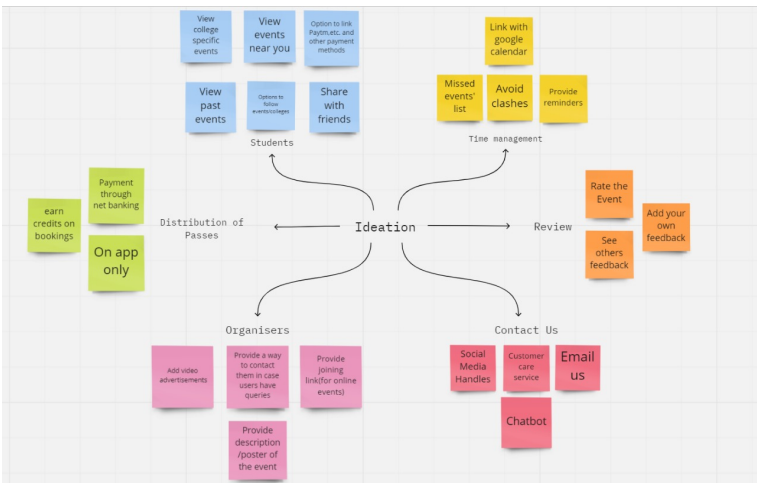 View
college
specific
events
View
events
near you
Option to link
Paytm,etc. and
other payment
methods
View
past
events
Options to
follow
events/colleges
Share
with
friends
Students
Link with
google
calendar
Missed
events'
list
Avoid
clashes
Provide
reminders
Time management
earn
credits on
bookings
Payment
through
net banking
On app
only
Distribution of
Passes
Ideation
Review
Rate the
Event
See
others
feedback
Add your
own
feedback
Organisers
Add video
advertisements
Provide a way
to contact
them in case
users have
queries
Provide
joining
link(for online
events)
Provide
description
/poster of
the event
Contact Us
Social
Media
Handles
Customer
care
service
Email
us
Chatbot